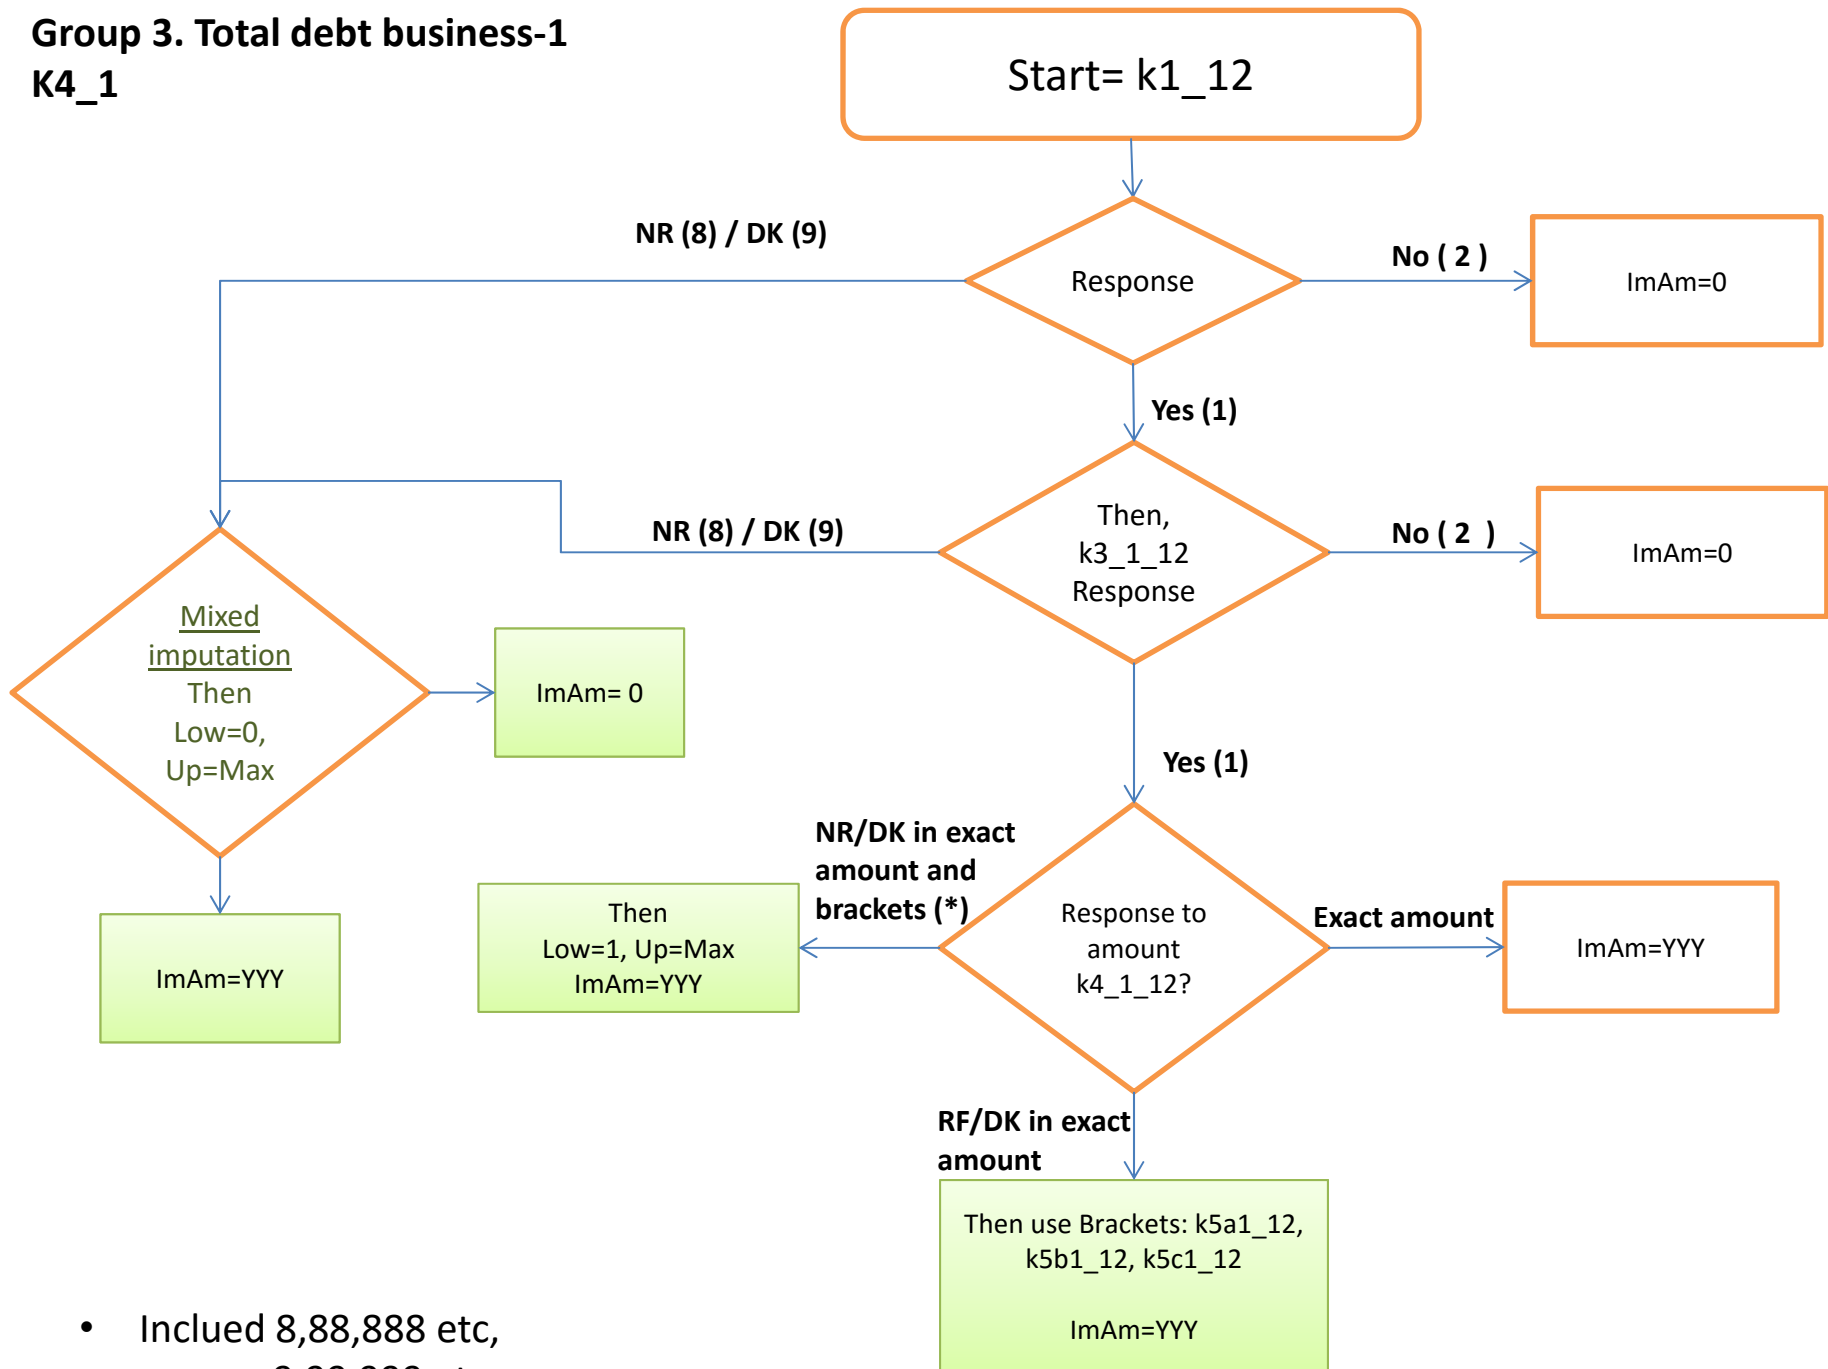 Group 3. Total debt business-1
K4_1
Start= k1_12
NR (8) / DK (9)
Response
No ( 2 )
ImAm=0
Yes (1)
NR (8) / DK (9)
Then,
k3_1_12
Response
No ( 2  )
ImAm=0
Mixed
imputation
Then
Low=0,
Up=Max
ImAm= 0
Yes (1)
NR/DK in exact
amount and
brackets (*)
Then
Low=1, Up=Max
ImAm=YYY
Response to
amount
k4_1_12?
Exact amount
ImAm=YYY
ImAm=YYY
RF/DK in exact
amount
Then use Brackets: k5a1_12,
k5b1_12, k5c1_12
ImAm=YYY
• Inclued 8,88,888 etc,